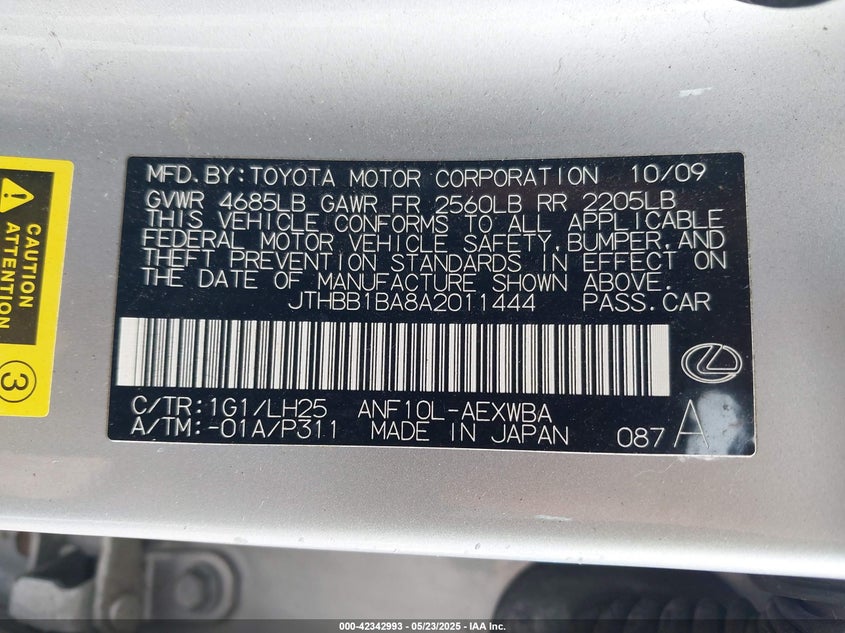 MFD.BY:TOYOTA MOTOR CORPORATION 10/09
GVWR 4685LB GAWR FR 2560LB RR 2205LB
THIS VEHICLE CONFORMS TO ALL APPLICABLE
FEDERAL MOTOR VEHICLE SAFETY,BUMPER,AND
THEFT PREVENTION STANDARDS IN EFFECT ON
THE DATE OF MANUFACTURE SHOWN ABOVE.
JTHBB1BA8A2011444 PASS.CAR
C/TR:1G1/LH25 ANF10L-AEXWBA
A/TM:-01A/P311 MADE IN JAPAN 087A
CAUTION
ATTENTION
3
000-42342993 - 05/23/2025 - IAA Inc.